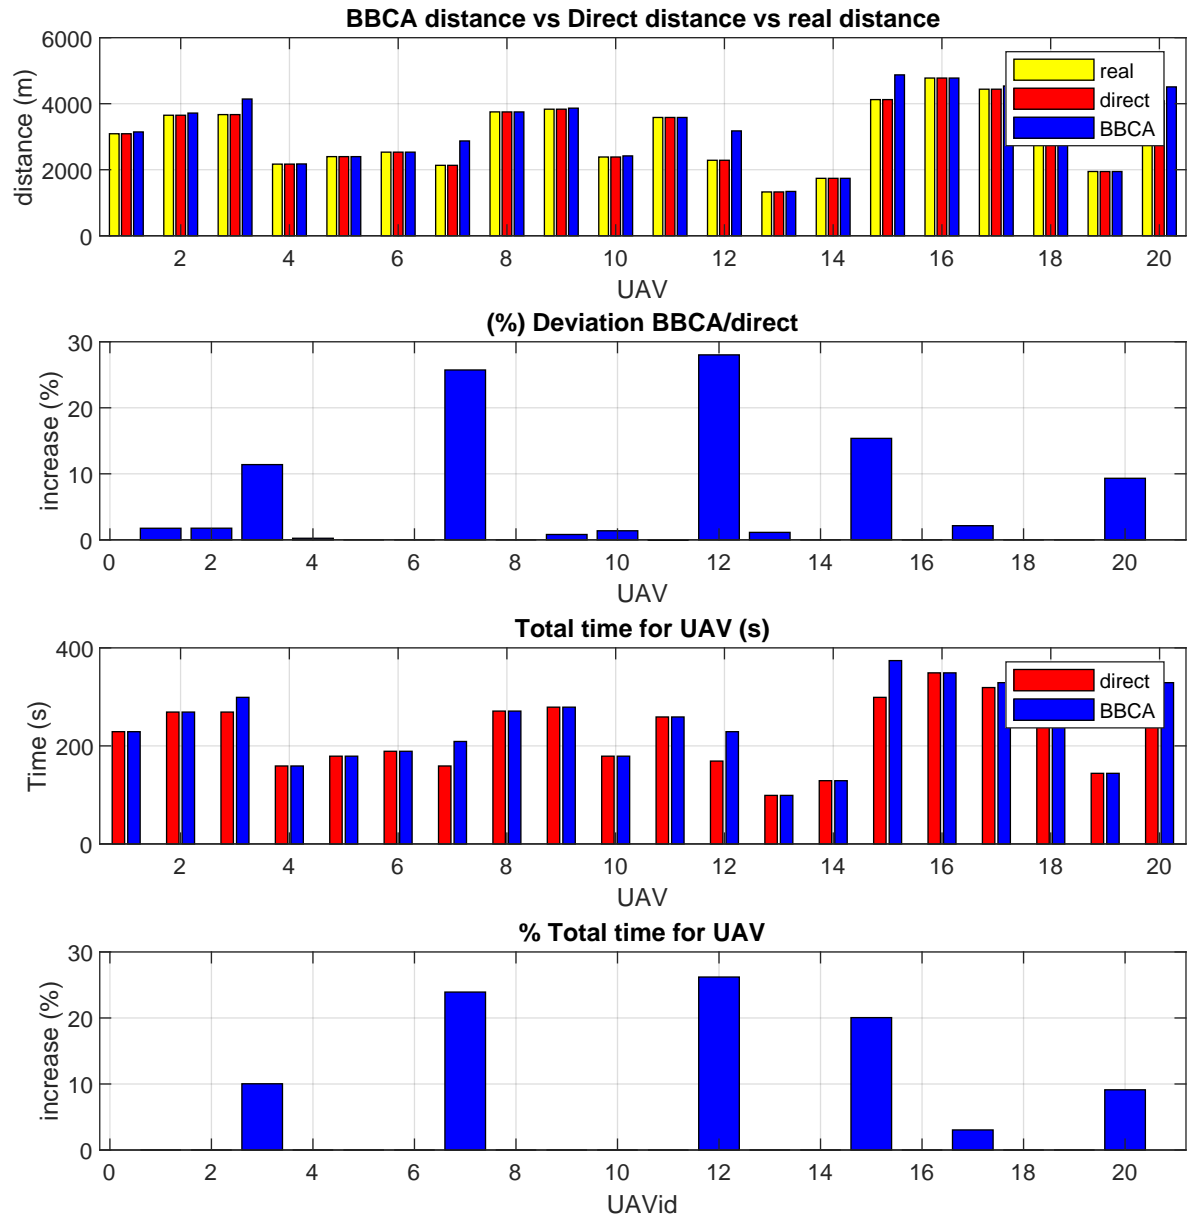 BBCA distance vs Direct distance vs real distance
distance (m)
6000
4000
2000
0
real
direct
BBCA
2 4 6 8 10 12 14 16 18 20
UAV
(%) Deviation BBCA/direct
increase (%)
30
20
10
0
0 2 4 6 8 10 12 14 16 18 20
UAV
Total time for UAV (s)
Time (s)
400
200
0
direct
BBCA
2 4 6 8 10 12 14 16 18 20
UAV
% Total time for UAV
increase (%)
30
20
10
0
0 2 4 6 8 10 12 14 16 18 20
UAVid